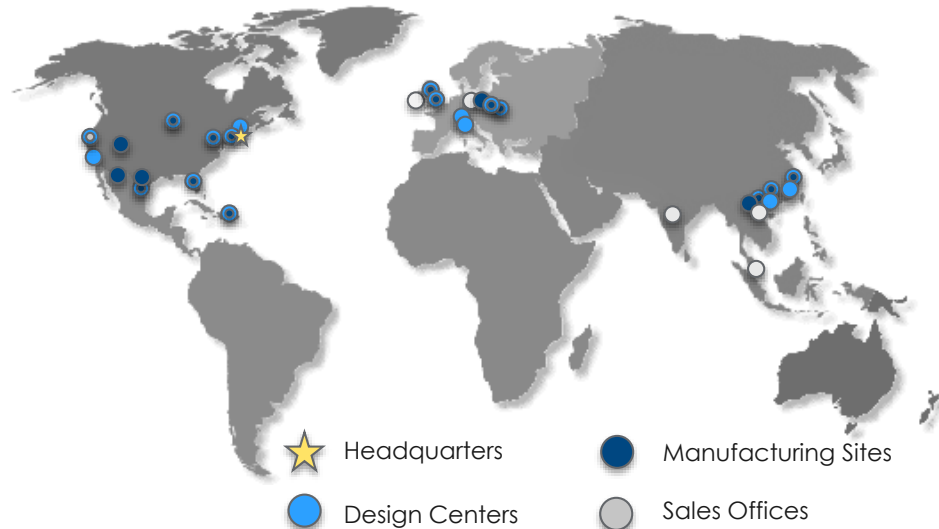 Headquarters
Manufacturing Sites
Design Centers
Sales Offices